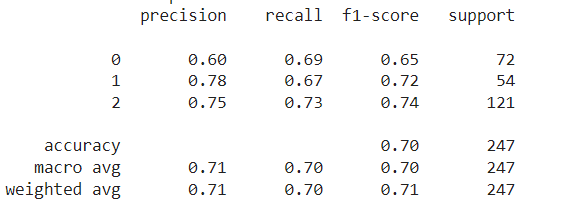 precision recall f1-score support
0 0.60 0.69 0.65 72
1 0.78 0.67 0.72 54
2 0.75 0.73 0.74 121
accuracy 0.70 247
macro avg 0.71 0.70 0.70 247
weighted avg 0.71 0.70 0.71 247